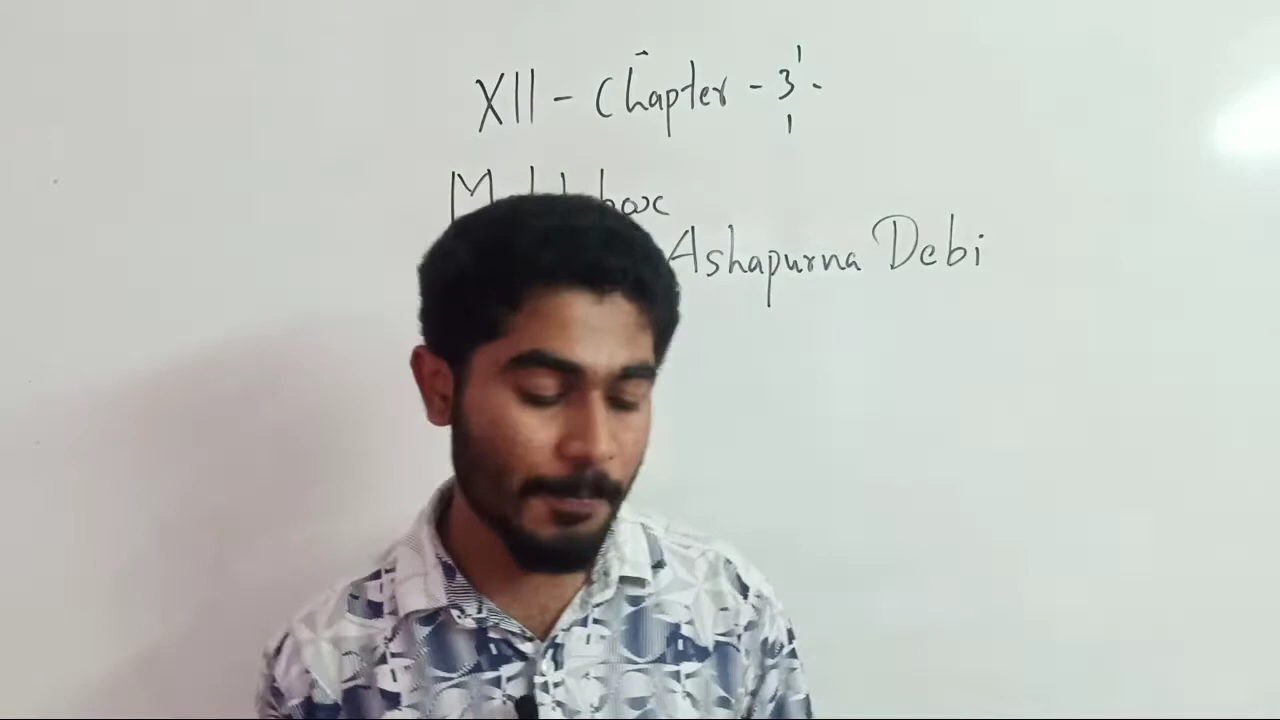 XII - Chapter - 3 -
Ashapurna Debi